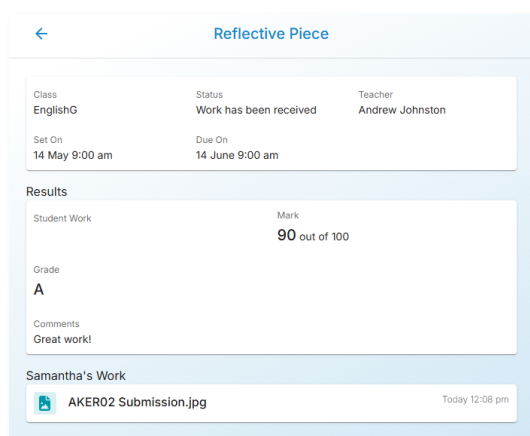 Reflective Piece
Class
Status
Teacher
EnglishG
Work has been received
Andrew Johnston
Set On
Due On
14 May 9:00 am
14 June 9:00 am
Results
Student Work
Mark
90 out of 100
Grade
A
Comments
Great work!
Samantha's Work
AKER02 Submission.jpg
Today 12:08 pm